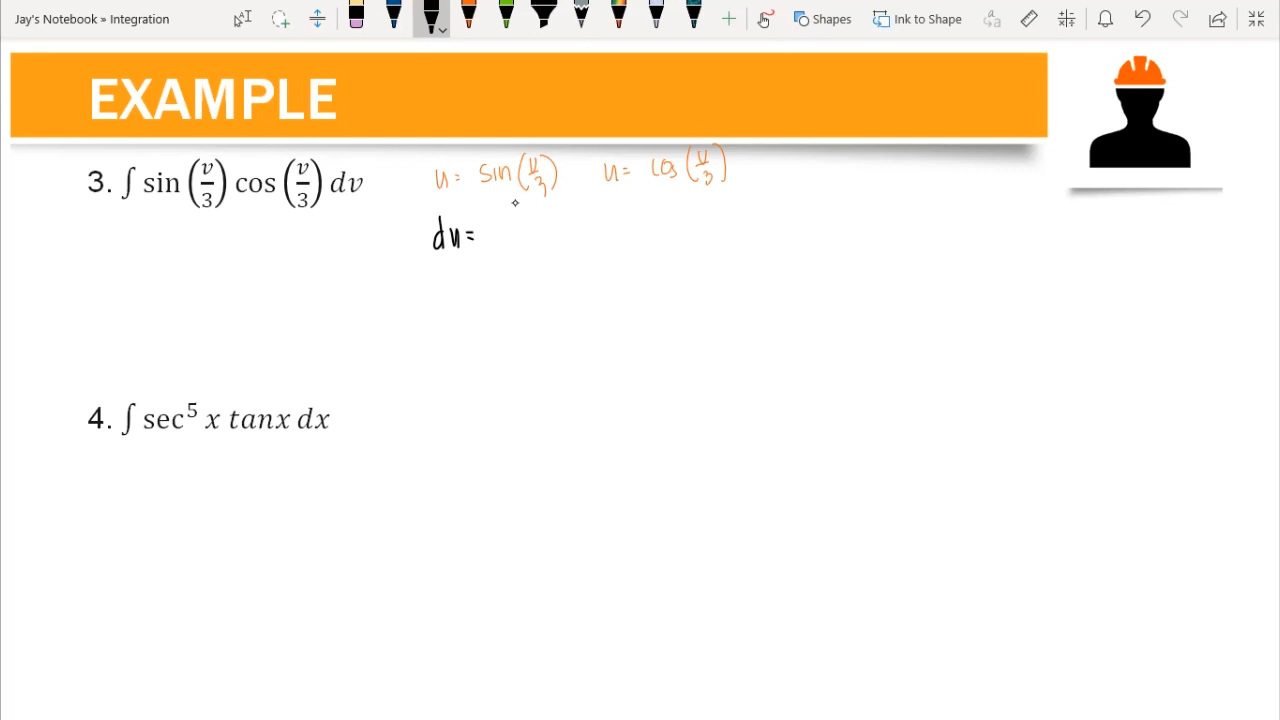 Jay's Notebook » Integration
Shapes
Ink to Shape
EXAMPLE
3. ∫ sin (v/3) cos (v/3) dv
u = sin (v/3)
u = cos (v/3)
du =
4. ∫ sec⁵ x tanx dx